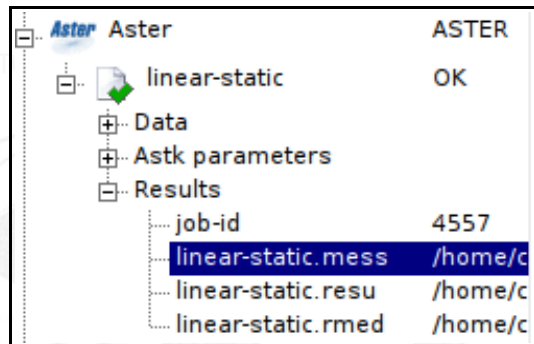 Aster Aster ASTER
linear-static OK
Data
Astk parameters
Results
job-id 4557
linear-static.mess /home/c
linear-static.resu /home/c
linear-static.rmed /home/c